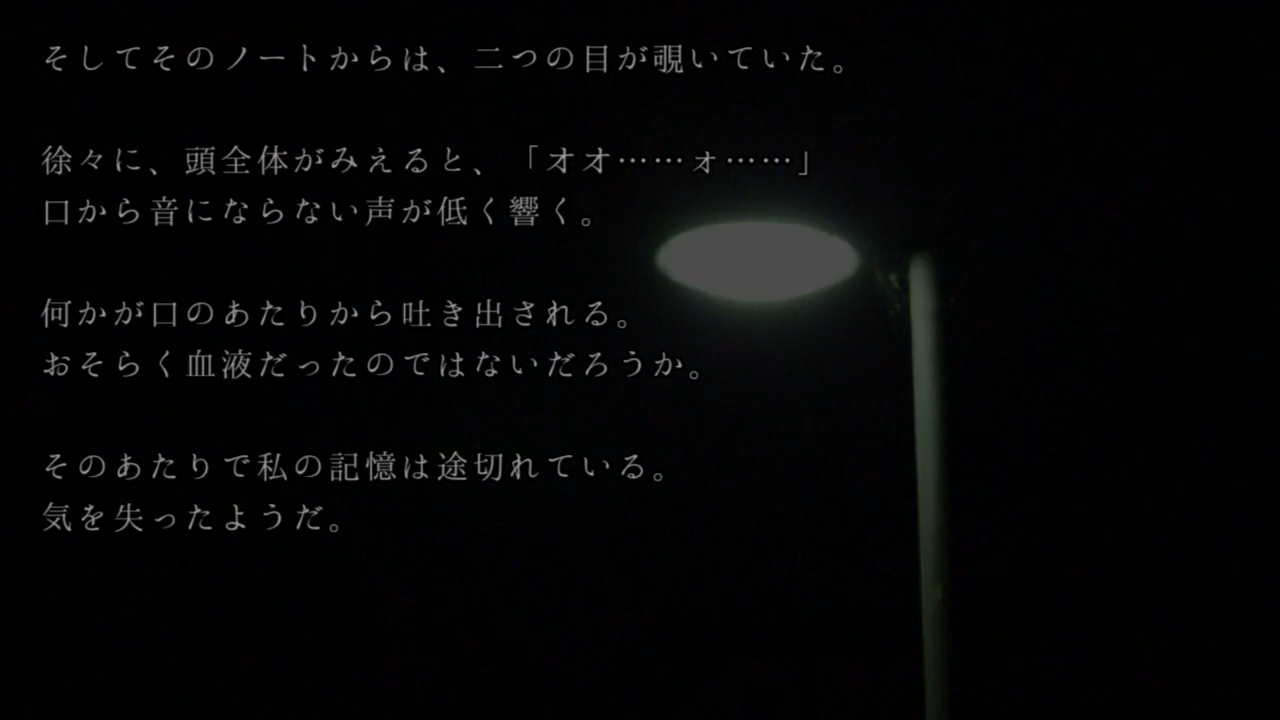 そしてそのノートからは、二つの目が覗いていた。
徐々に、頭全体がみえると、「オオ……ォ……」
口から音にならない声が低く響く。
何かが口のあたりから吐き出される。
おそらく血液だったのではないだろうか。
そのあたりで私の記憶は途切れている。
気を失ったようだ。